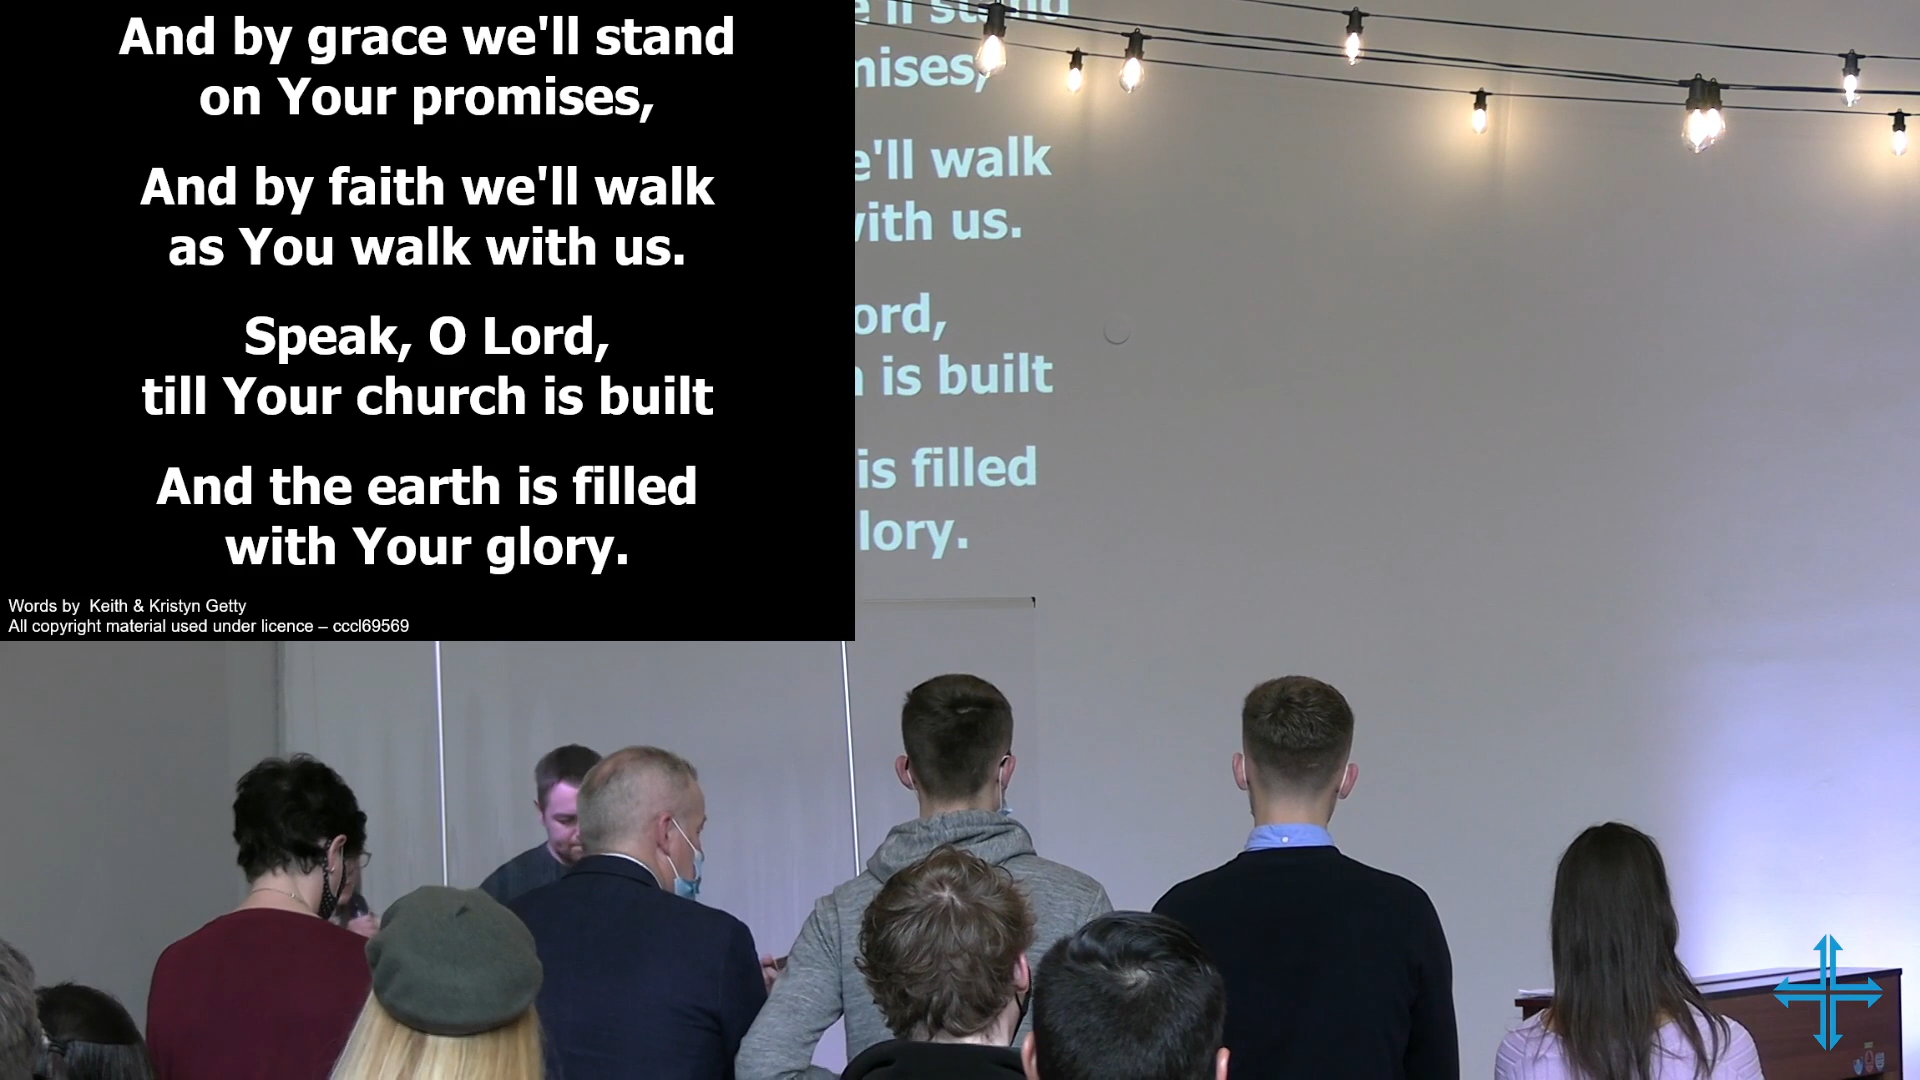 And by grace we'll stand
on Your promises,
And by faith we'll walk
as You walk with us.
Speak, O Lord,
till Your church is built
And the earth is filled
with Your glory.
Words by  Keith & Kristyn Getty
All copyright material used under licence – cccl69569
e'll stand
mises,
e'll walk
with us.
ord,
h is built
is filled
lory.